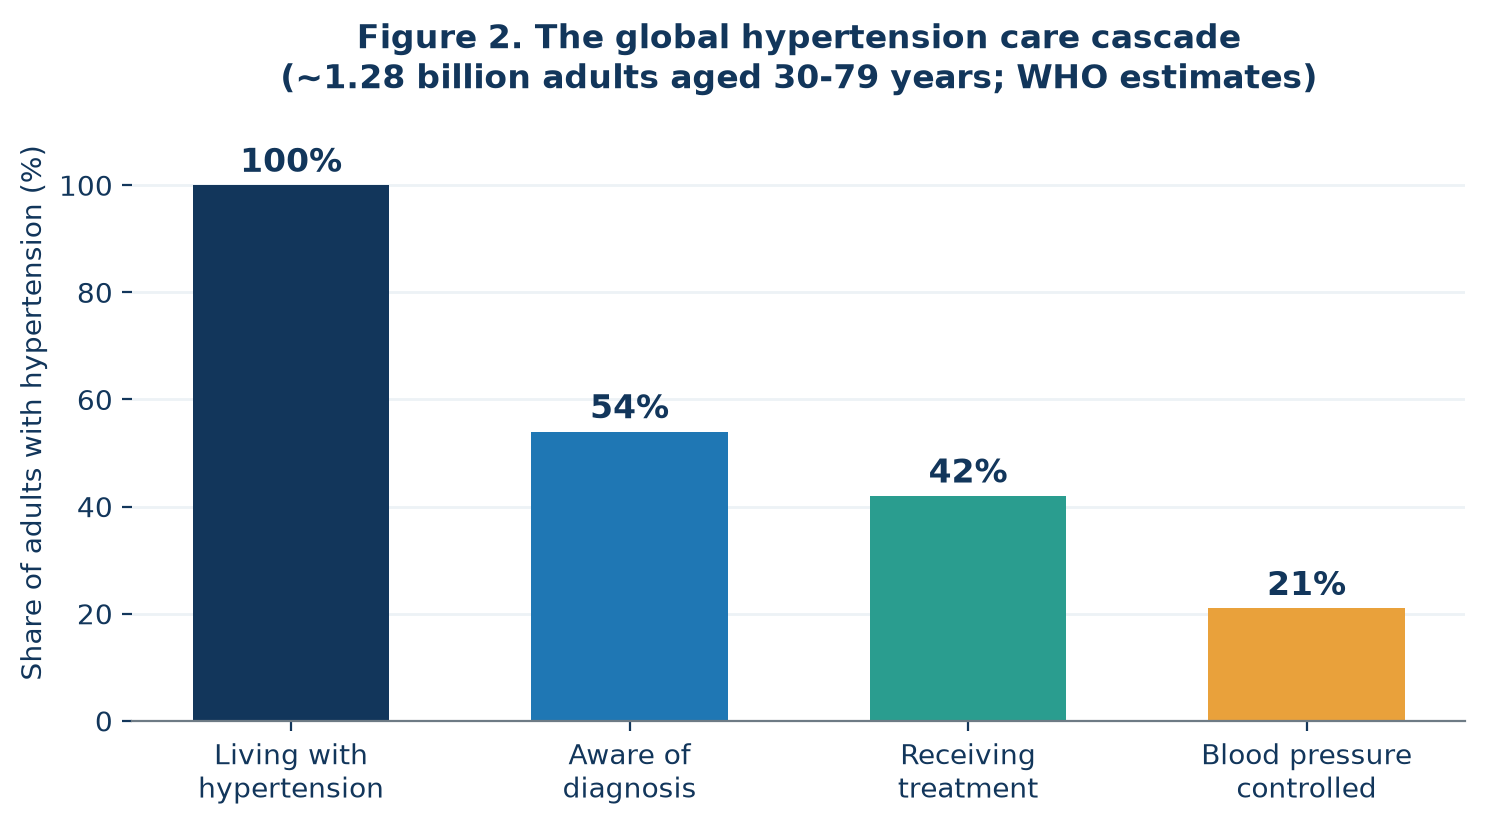 Figure 2. The global hypertension care cascade
(~1.28 billion adults aged 30-79 years; WHO estimates)
Share of adults with hypertension (%)
100
80
60
40
20
0
100%
54%
42%
21%
Living with
hypertension
Aware of
diagnosis
Receiving
treatment
Blood pressure
controlled